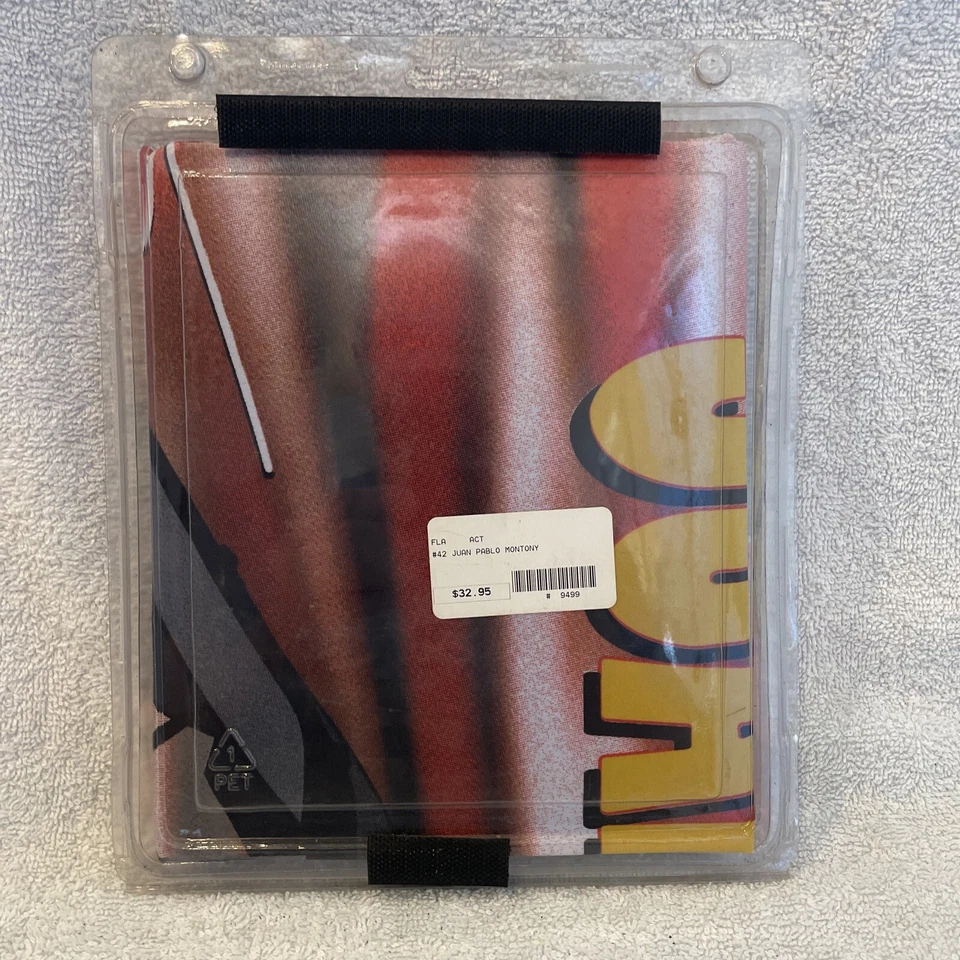 FLA ACT
#42 JUAN PABLO MONTONY
$32.95
# 9499
1
PET